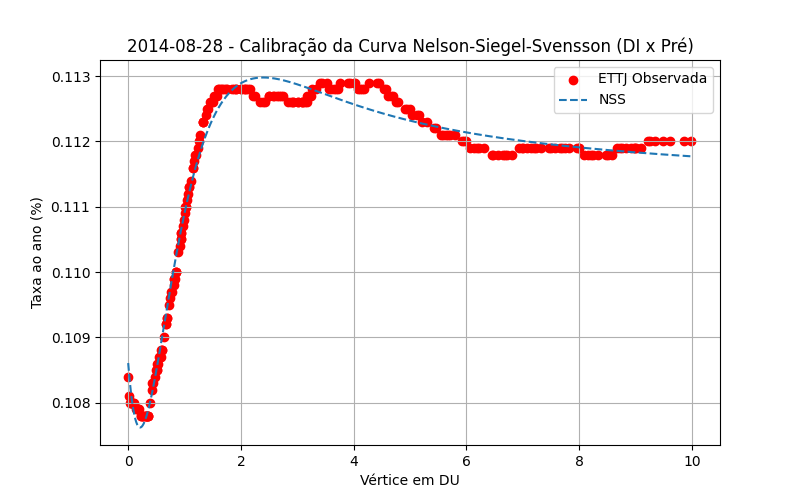 2014-08-28 - Calibração da Curva Nelson-Siegel-Svensson (DI x Pré)
ETTJ Observada
NSS
Taxa ao ano (%)
0.113
0.112
0.111
0.110
0.109
0.108
0 2 4 6 8 10
Vértice em DU